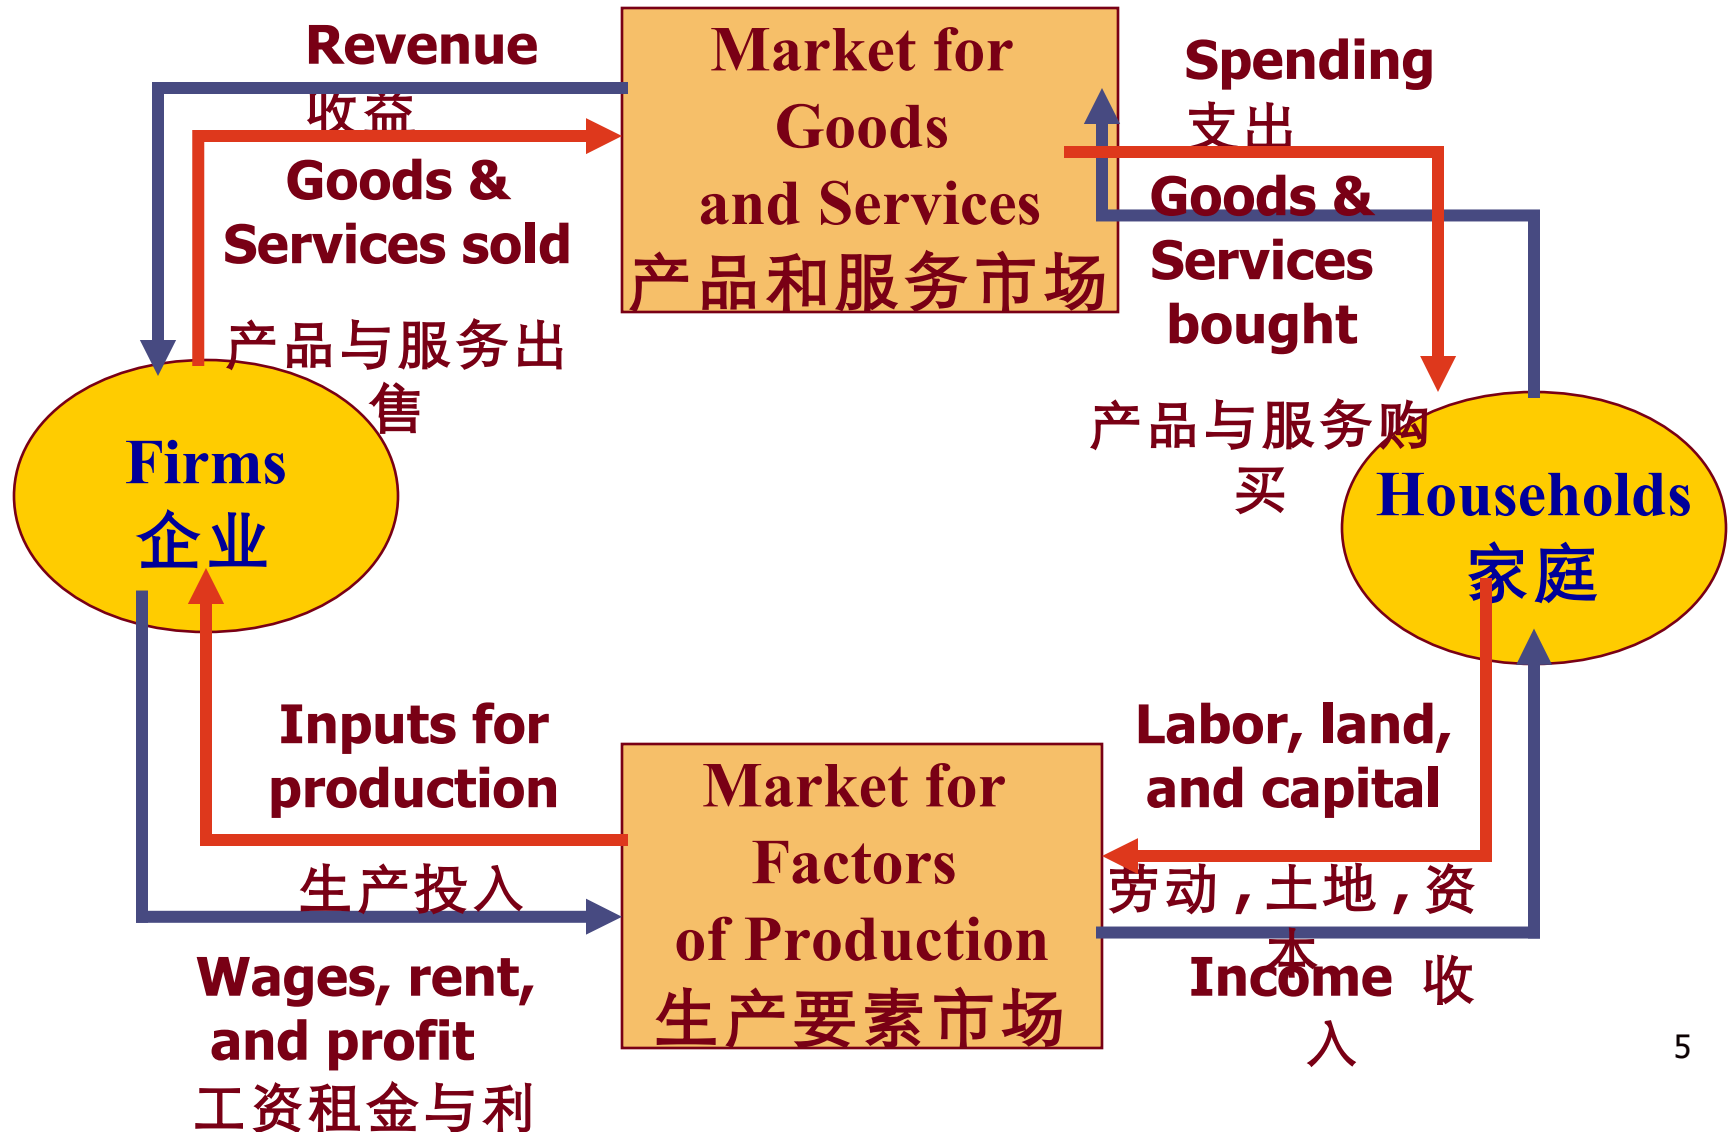 Revenue
收益
Goods &
Services sold
产品与服务出
售
Market for
Goods
and Services
产品和服务市场
Spending
支出
Goods &
Services
bought
产品与服务购
买
Firms
企业
Households
家庭
Inputs for
production
生产投入
Wages, rent,
and profit
工资租金与利
Market for
Factors
of Production
生产要素市场
Labor, land,
and capital
劳动,土地,资
本
Income 收
入
5